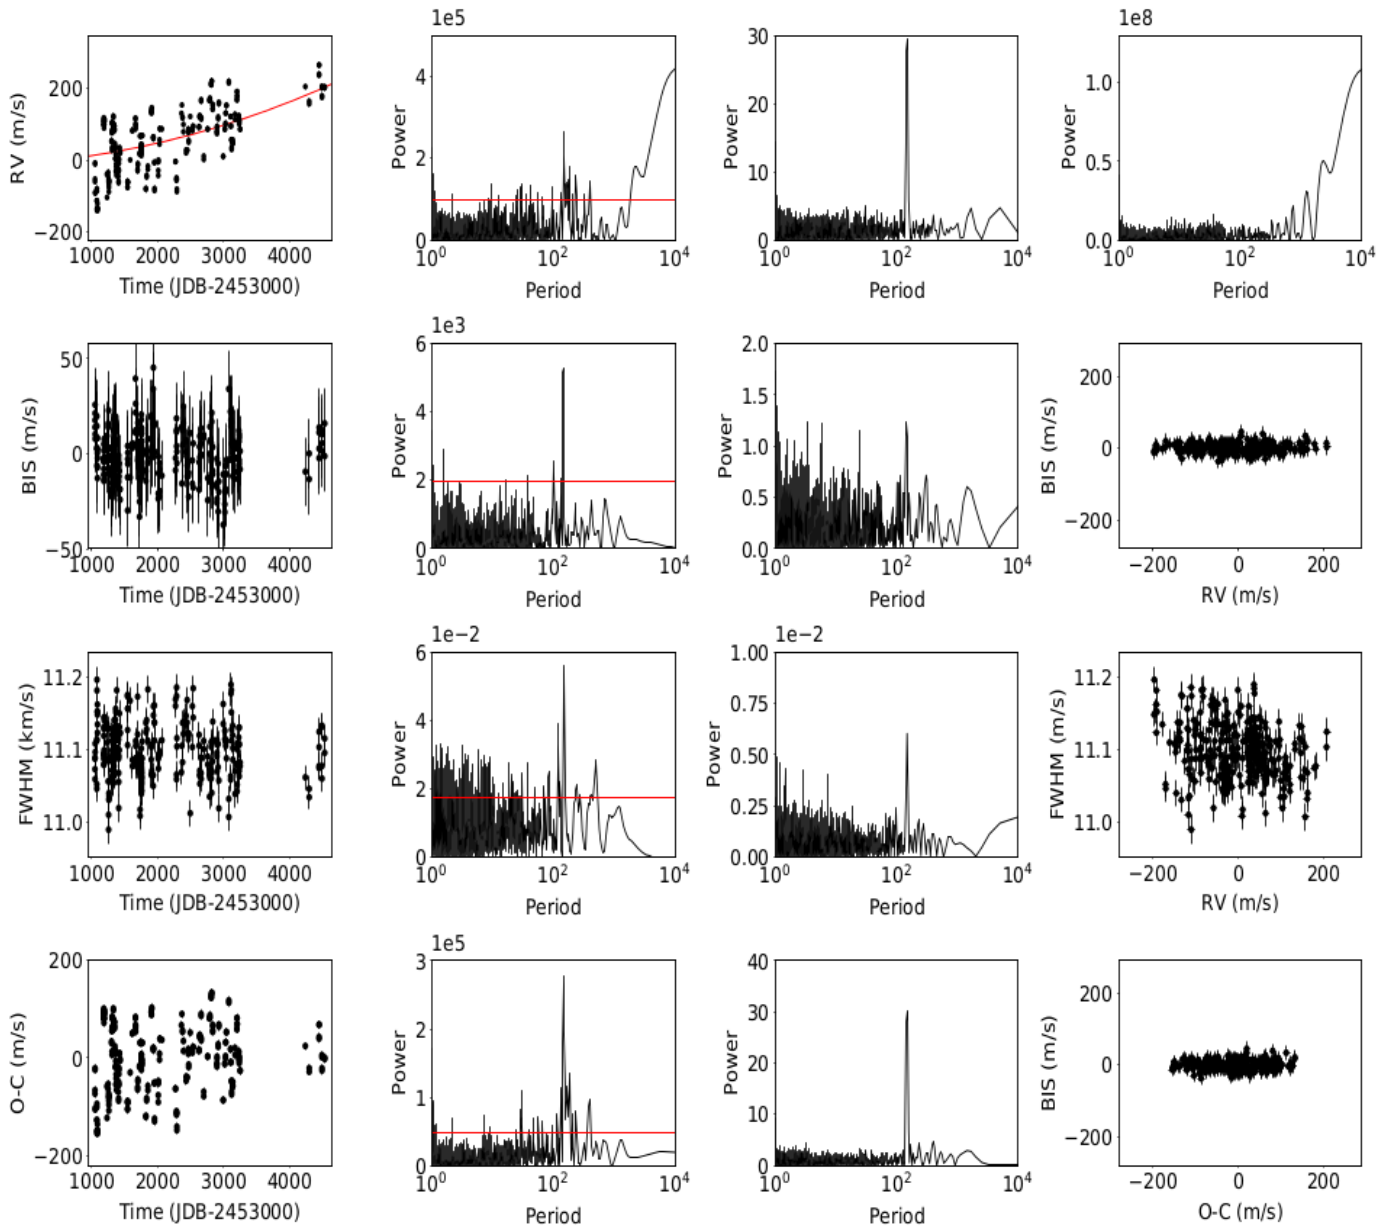 1e5 1e8
RV (m/s) 200 0 −200 1000 2000 3000 4000 Time (JDB-2453000)
Power 4 2 0 10^0 10^2 10^4 Period
Power 30 20 10 0 10^0 10^2 10^4 Period
Power 1.0 0.5 0.0 10^0 10^2 10^4 Period
1e3
BIS (m/s) 50 0 −50 1000 2000 3000 4000 Time (JDB-2453000)
Power 6 4 2 0 10^0 10^2 10^4 Period
Power 2.0 1.5 1.0 0.5 0.0 10^0 10^2 10^4 Period
BIS (m/s) 200 0 −200 −200 0 200 RV (m/s)
1e−2 1e−2
FWHM (km/s) 11.2 11.1 11.0 1000 2000 3000 4000 Time (JDB-2453000)
Power 6 4 2 0 10^0 10^2 10^4 Period
Power 1.00 0.75 0.50 0.25 0.00 10^0 10^2 10^4 Period
FWHM (m/s) 11.2 11.1 11.0 −200 0 200 RV (m/s)
1e5
O-C (m/s) 200 0 −200 1000 2000 3000 4000 Time (JDB-2453000)
Power 3 2 1 0 10^0 10^2 10^4 Period
Power 40 30 20 10 0 10^0 10^2 10^4 Period
BIS (m/s) 200 0 −200 −200 0 200 O-C (m/s)